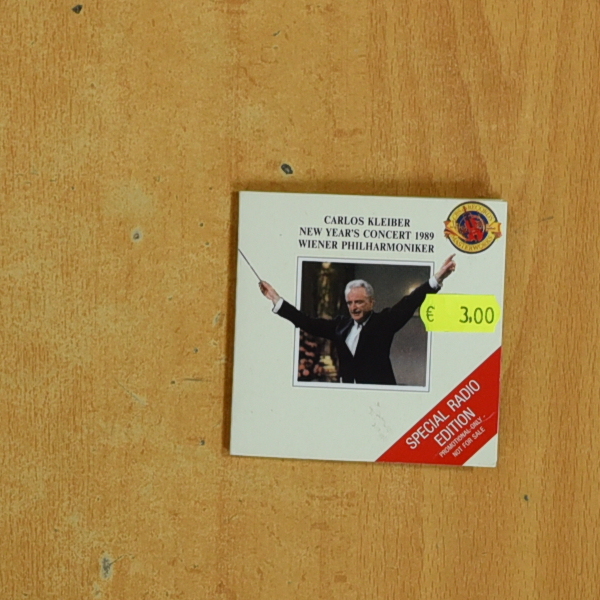 CARLOS KLEIBER
NEW YEAR'S CONCERT 1989
WIENER PHILHARMONIKER
€ 3,00
SPECIAL RADIO
EDITION
PROMOTIONAL ONLY -
NOT FOR SALE